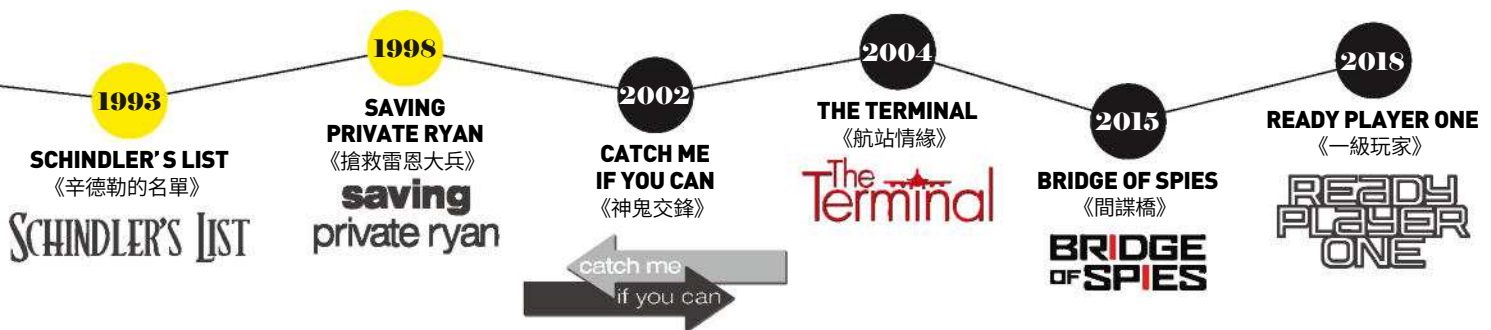 1993
SCHINDLER'S LIST
《辛德勒的名單》
SCHINDLER'S LIST
1998
SAVING
PRIVATE RYAN
《搶救雷恩大兵》
saving
private ryan
2002
CATCH ME
IF YOU CAN
《神鬼交鋒》
catch me
if you can
2004
THE TERMINAL
《航站情緣》
The
Terminal
2015
BRIDGE OF SPIES
《間諜橋》
BRIDGE
OF SPIES
2018
READY PLAYER ONE
《一級玩家》
READY
PLAYER
ONE